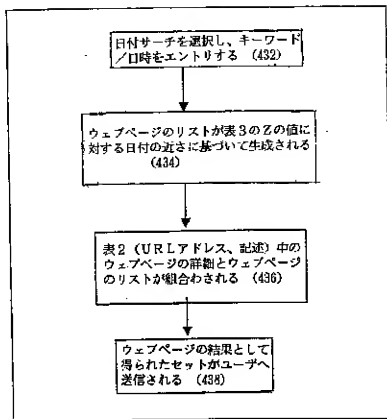 日付サーチを選択し、キーワード
／日時をエントリする (432)
ウェブページのリストが表3のZの値に
対する日付の近さに基づいて生成される
(434)
表2（URLアドレス、記述）中の
ウェブページの詳細とウェブページ
のリストが組合わされる (436)
ウェブページの結果として
得られたセットがユーザへ
送信される (438)